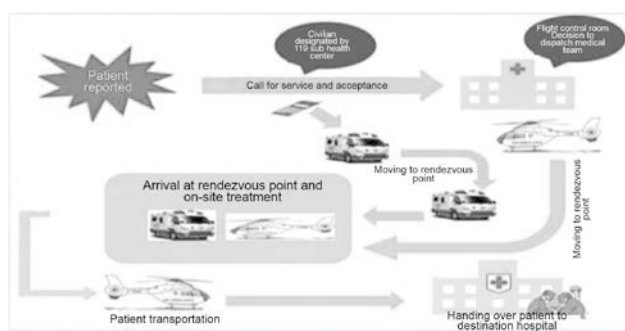 Civilian
designated by
119 sub health
center
Flight control room
Decision to
dispatch medical
team
Patient
reported
Call for service and acceptance
Moving to rendezvous
point
Arrival at rendezvous point and
on-site treatment
Moving to rendezvous
point
Patient transportation
Handing over patient to
destination hospital